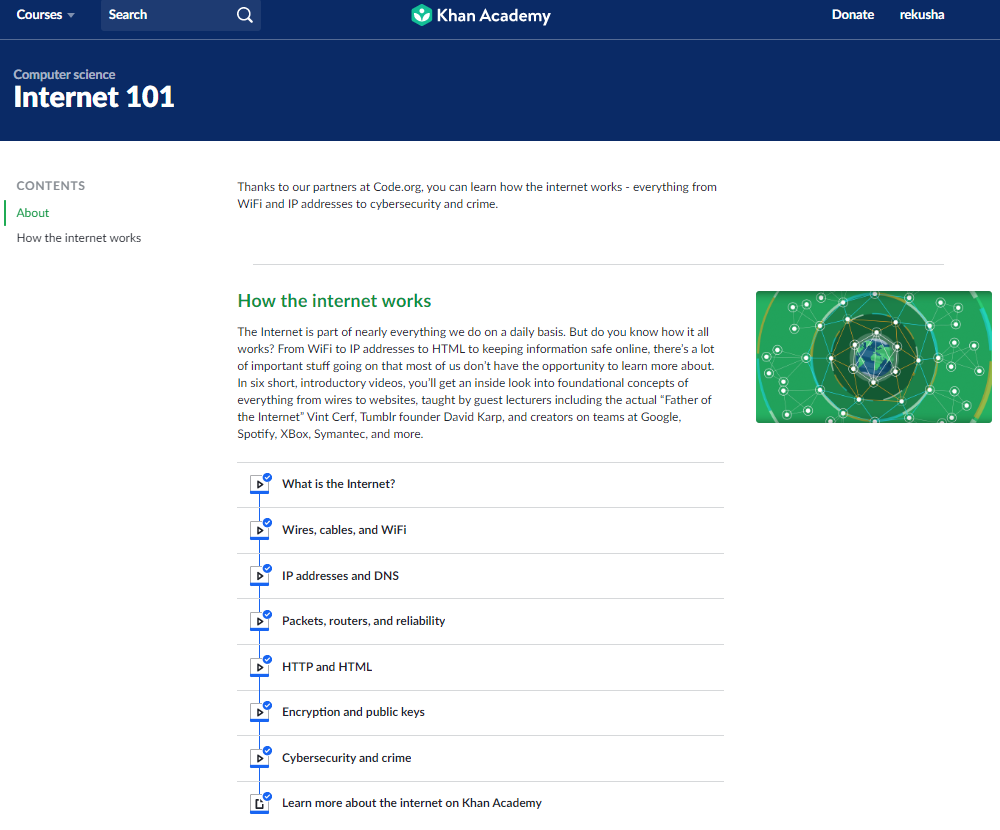 Courses
Search
Khan Academy
Donate
rekusha
Computer science
Internet 101
CONTENTS
About
How the internet works
Thanks to our partners at Code.org, you can learn how the internet works - everything from
WiFi and IP addresses to cybersecurity and crime.
How the internet works
The Internet is part of nearly everything we do on a daily basis. But do you know how it all
works? From WiFi to IP addresses to HTML to keeping information safe online, there's a lot
of important stuff going on that most of us don't have the opportunity to learn more about.
In six short, introductory videos, you'll get an inside look into foundational concepts of
everything from wires to websites, taught by guest lecturers including the actual “Father of
the Internet” Vint Cerf, Tumblr founder David Karp, and creators on teams at Google,
Spotify, XBox, Symantec, and more.
What is the Internet?
Wires, cables, and WiFi
IP addresses and DNS
Packets, routers, and reliability
HTTP and HTML
Encryption and public keys
Cybersecurity and crime
Learn more about the internet on Khan Academy